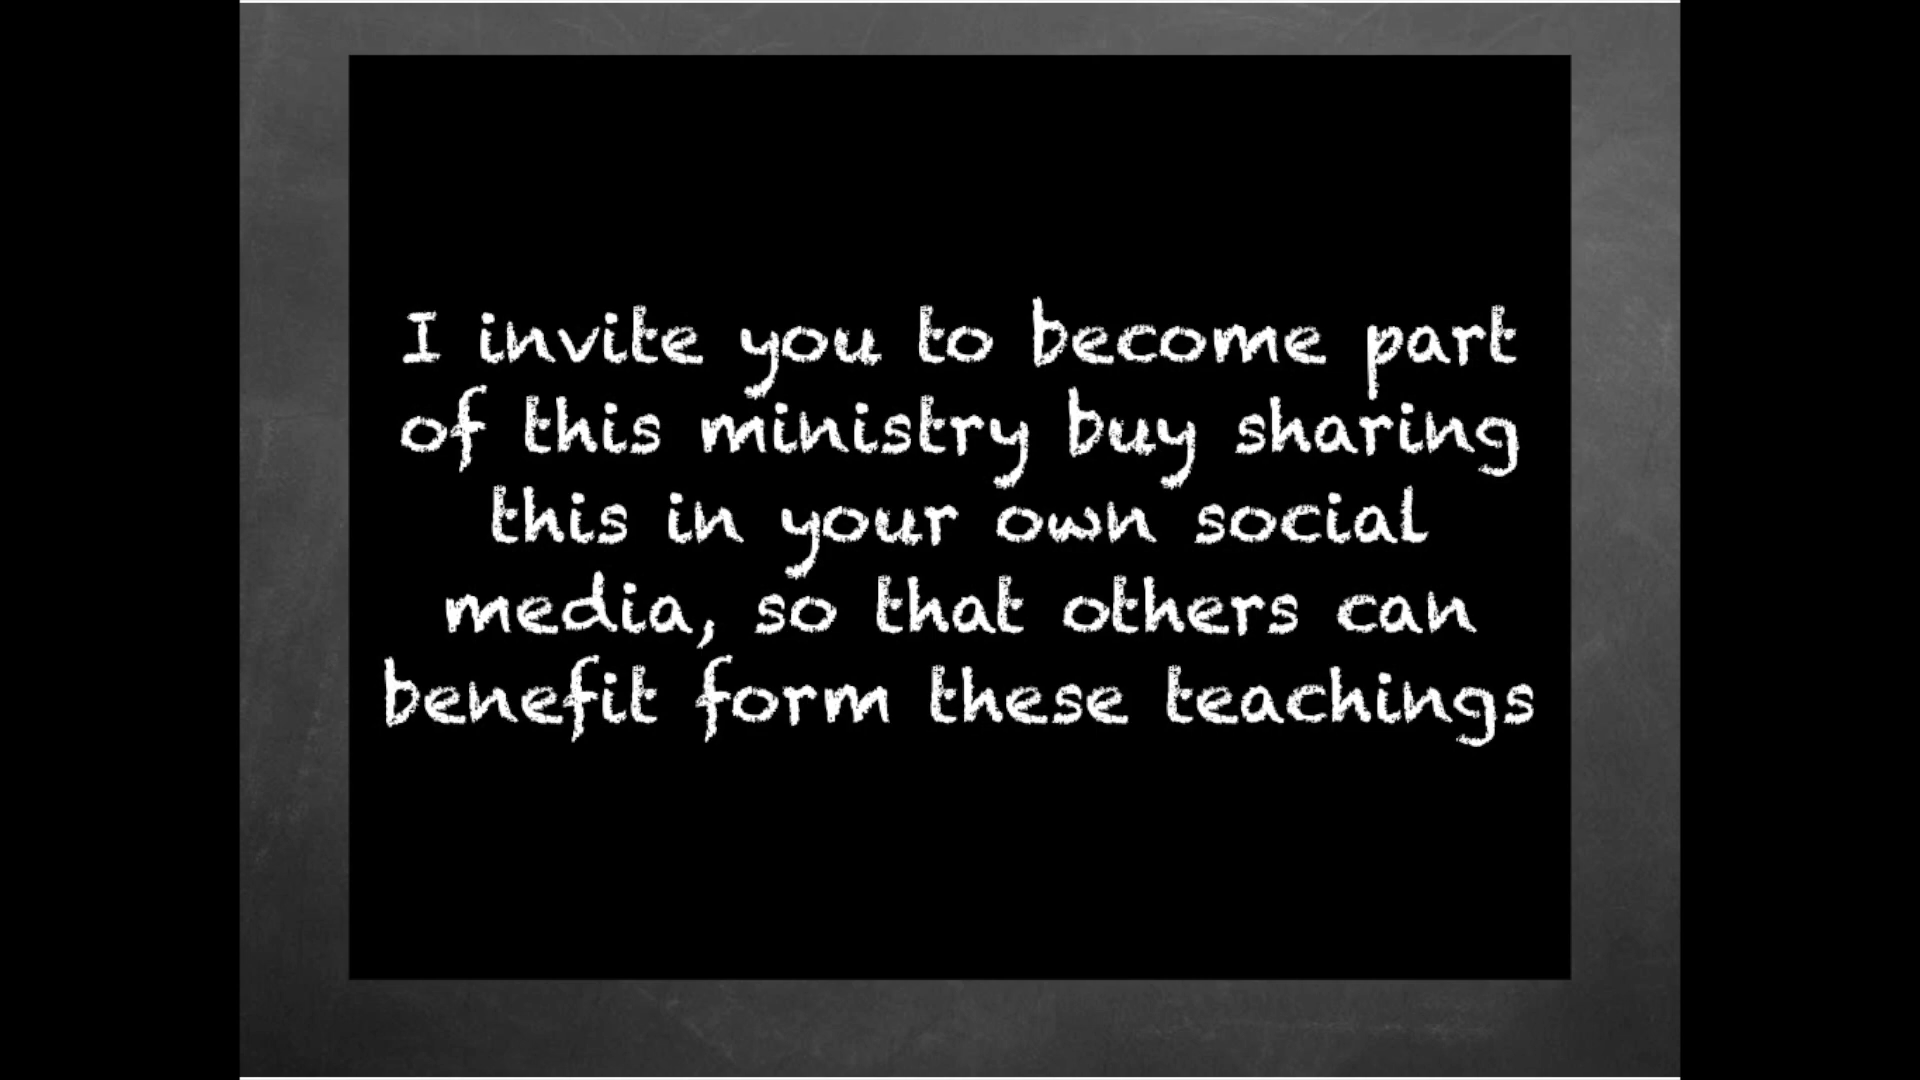 I invite you to become part
of this ministry buy sharing
this in your own social
media, so that others can
benefit form these teachings